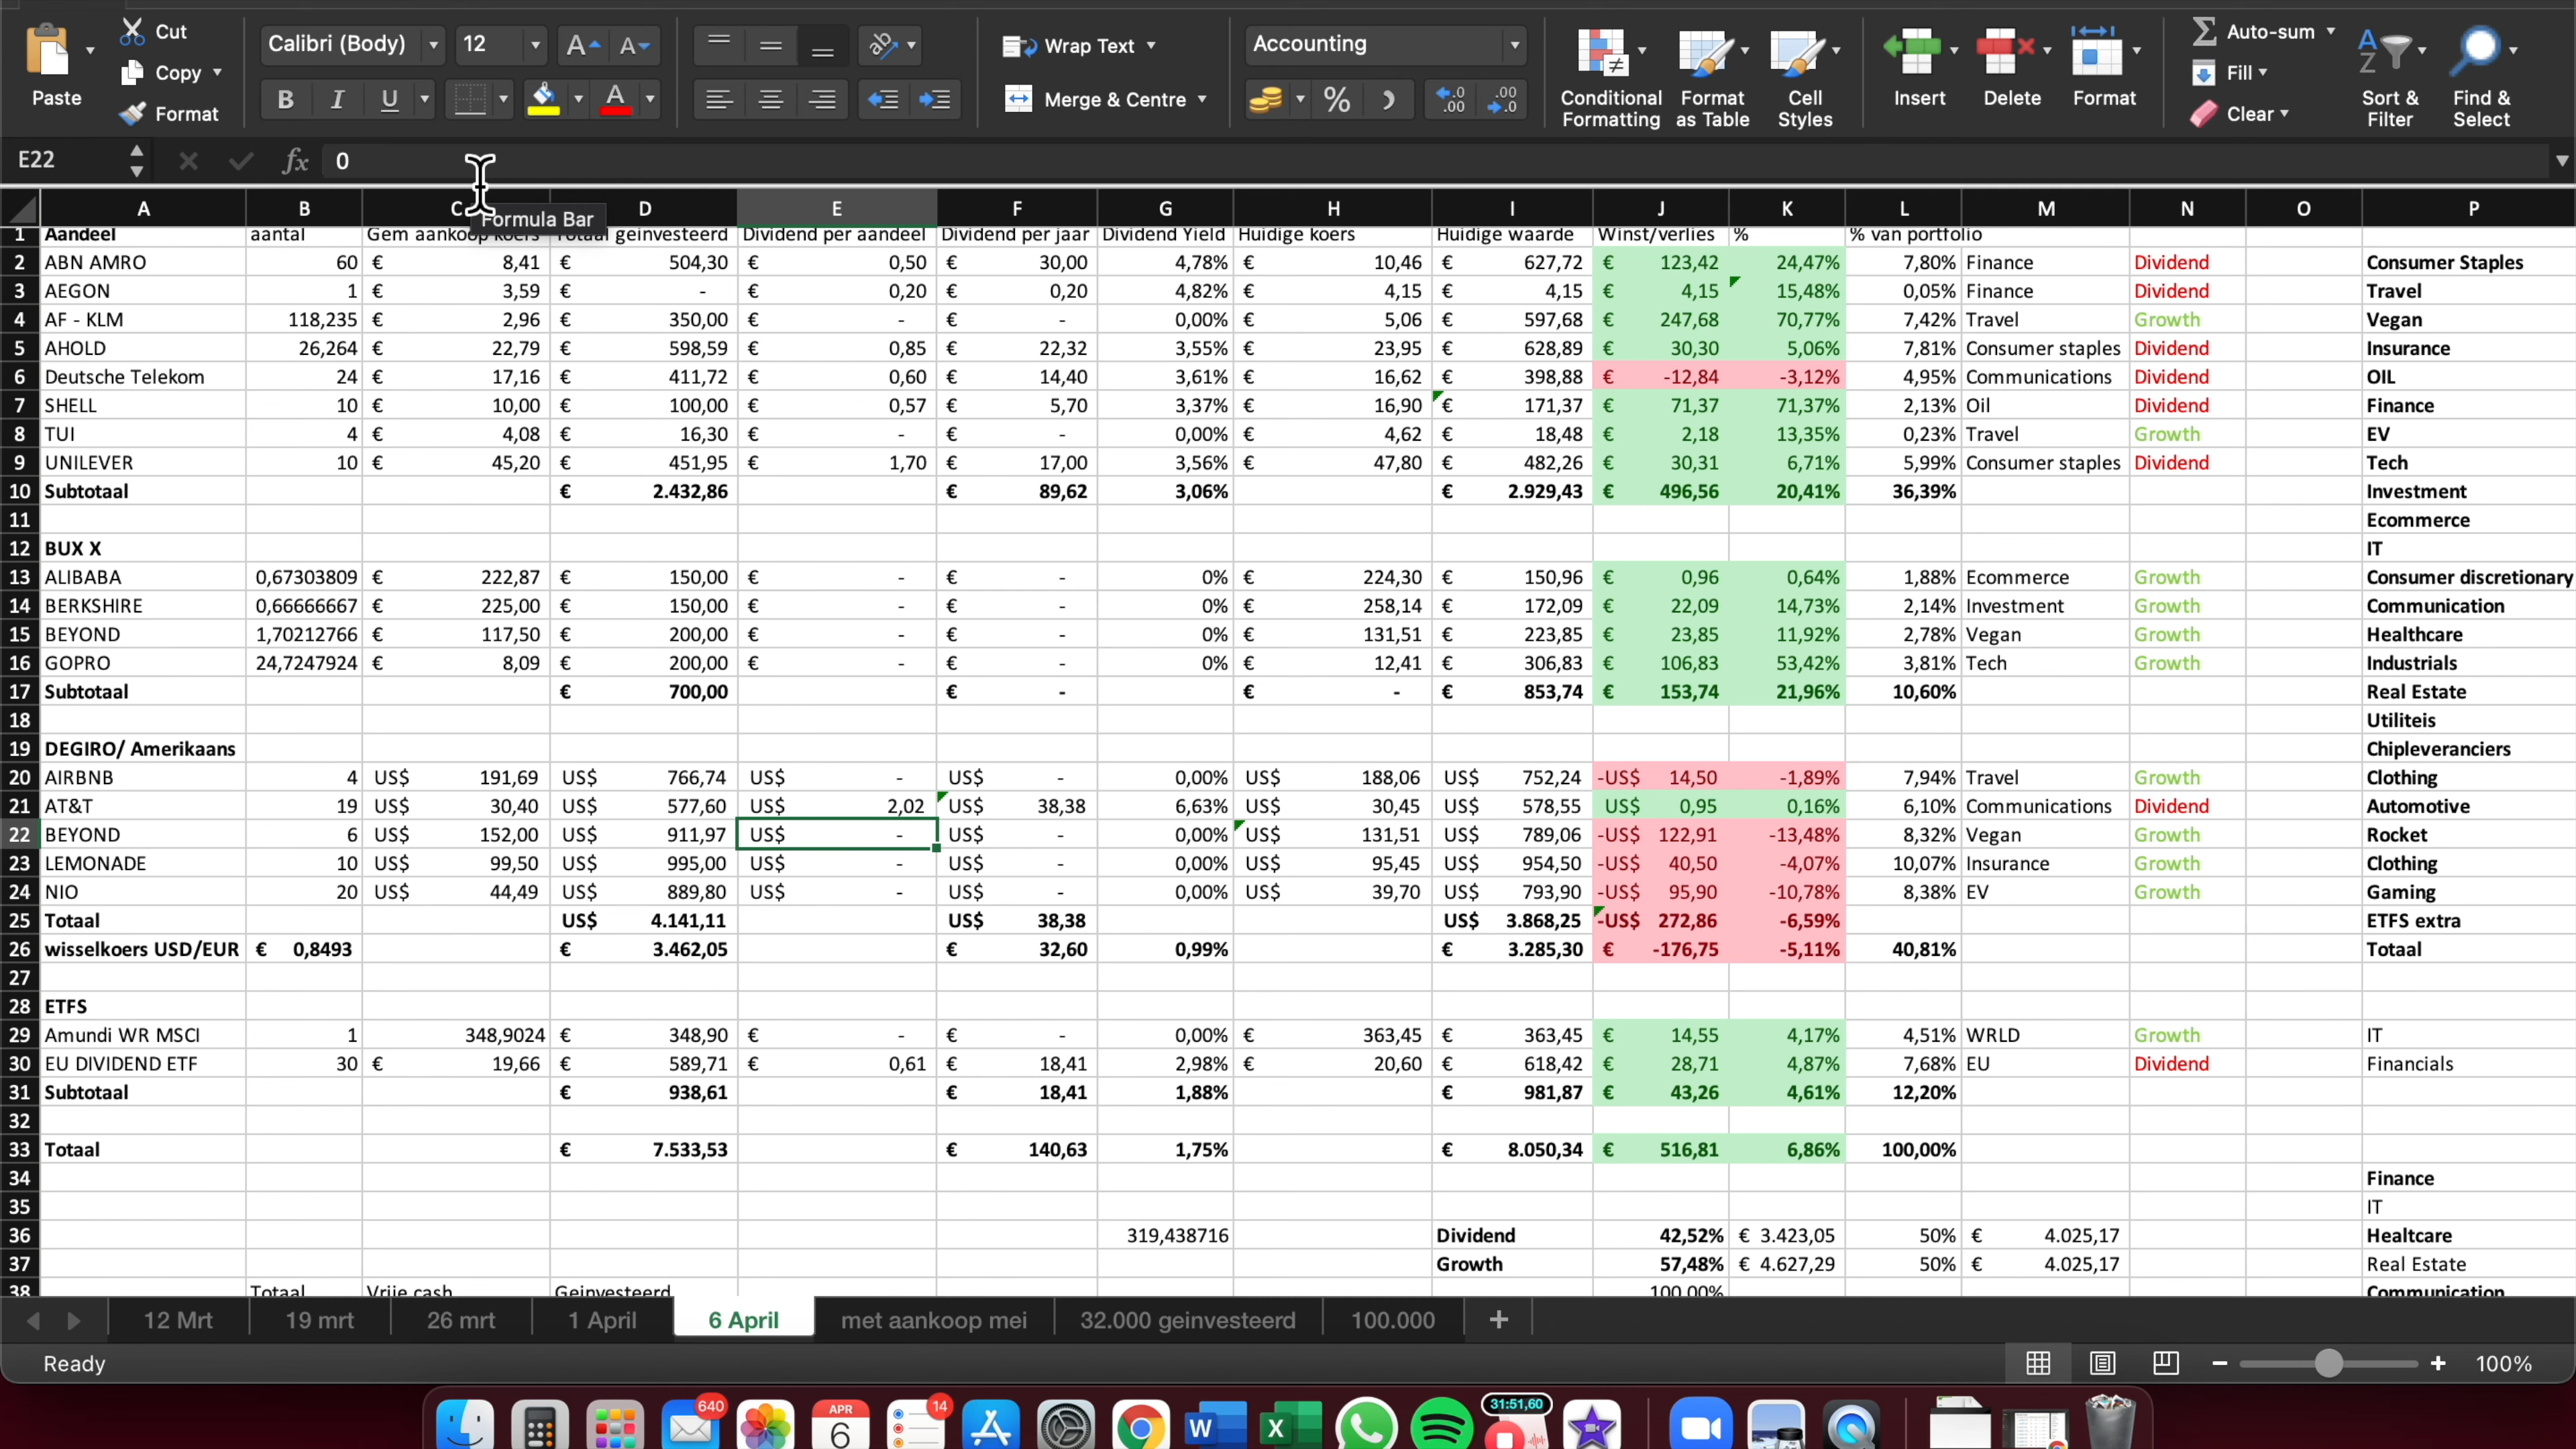 Paste
Cut
Copy
Format
Calibri (Body) 12
B I U
Wrap Text
Merge & Centre
Accounting
Conditional Formatting
Format as Table
Cell Styles
Insert
Delete
Format
Auto-sum
Fill
Clear
Sort & Filter
Find & Select
E22 fx 0
Formula Bar
A B C D E F G H I J K L M N O P
1 Aandeel aantal Gem aankoop koers Totaal geinvesteerd Dividend per aandeel Dividend per jaar Dividend Yield Huidige koers Huidige waarde Winst/verlies % % van portfolio
2 ABN AMRO 60 € 8,41 € 504,30 € 0,50 € 30,00 4,78% € 10,46 € 627,72 € 123,42 24,47% 7,80% Finance Dividend Consumer Staples
3 AEGON 1 € 3,59 € - € 0,20 € 0,20 4,82% € 4,15 € 4,15 € 4,15 15,48% 0,05% Finance Dividend Travel
4 AF - KLM 118,235 € 2,96 € 350,00 € - € - 0,00% € 5,06 € 597,68 € 247,68 70,77% 7,42% Travel Growth Vegan
5 AHOLD 26,264 € 22,79 € 598,59 € 0,85 € 22,32 3,55% € 23,95 € 628,89 € 30,30 5,06% 7,81% Consumer staples Dividend Insurance
6 Deutsche Telekom 24 € 17,16 € 411,72 € 0,60 € 14,40 3,61% € 16,62 € 398,88 € -12,84 -3,12% 4,95% Communications Dividend OIL
7 SHELL 10 € 10,00 € 100,00 € 0,57 € 5,70 3,37% € 16,90 € 171,37 € 71,37 71,37% 2,13% Oil Dividend Finance
8 TUI 4 € 4,08 € 16,30 € - € - 0,00% € 4,62 € 18,48 € 2,18 13,35% 0,23% Travel Growth EV
9 UNILEVER 10 € 45,20 € 451,95 € 1,70 € 17,00 3,56% € 47,80 € 482,26 € 30,31 6,71% 5,99% Consumer staples Dividend Tech
10 Subtotaal € 2.432,86 € 89,62 3,06% € 2.929,43 € 496,56 20,41% 36,39% Investment
11 Ecommerce
12 BUX X IT
13 ALIBABA 0,67303809 € 222,87 € 150,00 € - € - 0% € 224,30 € 150,96 € 0,96 0,64% 1,88% Ecommerce Growth Consumer discretionary
14 BERKSHIRE 0,66666667 € 225,00 € 150,00 € - € - 0% € 258,14 € 172,09 € 22,09 14,73% 2,14% Investment Growth Communication
15 BEYOND 1,70212766 € 117,50 € 200,00 € - € - 0% € 131,51 € 223,85 € 23,85 11,92% 2,78% Vegan Growth Healthcare
16 GOPRO 24,7247924 € 8,09 € 200,00 € - € - 0% € 12,41 € 306,83 € 106,83 53,42% 3,81% Tech Growth Industrials
17 Subtotaal € 700,00 € - € - € 853,74 € 153,74 21,96% 10,60% Real Estate
18 Utiliteis
19 DEGIRO/ Amerikaans Chipleveranciers
20 AIRBNB 4 US$ 191,69 US$ 766,74 US$ - US$ - 0,00% US$ 188,06 US$ 752,24 -US$ 14,50 -1,89% 7,94% Travel Growth Clothing
21 AT&T 19 US$ 30,40 US$ 577,60 US$ 2,02 US$ 38,38 6,63% US$ 30,45 US$ 578,55 US$ 0,95 0,16% 6,10% Communications Dividend Automotive
22 BEYOND 6 US$ 152,00 US$ 911,97 US$ - US$ - 0,00% US$ 131,51 US$ 789,06 -US$ 122,91 -13,48% 8,32% Vegan Growth Rocket
23 LEMONADE 10 US$ 99,50 US$ 995,00 US$ - US$ - 0,00% US$ 95,45 US$ 954,50 -US$ 40,50 -4,07% 10,07% Insurance Growth Clothing
24 NIO 20 US$ 44,49 US$ 889,80 US$ - US$ - 0,00% US$ 39,70 US$ 793,90 -US$ 95,90 -10,78% 8,38% EV Growth Gaming
25 Totaal US$ 4.141,11 US$ 38,38 US$ 3.868,25 -US$ 272,86 -6,59% ETFS extra
26 wisselkoers USD/EUR € 0,8493 € 3.462,05 € 32,60 0,99% € 3.285,30 € -176,75 -5,11% 40,81% Totaal
27
28 ETFS
29 Amundi WR MSCI 1 348,9024 € 348,90 € - € - 0,00% € 363,45 € 363,45 € 14,55 4,17% 4,51% WRLD Growth IT
30 EU DIVIDEND ETF 30 € 19,66 € 589,71 € 0,61 € 18,41 2,98% € 20,60 € 618,42 € 28,71 4,87% 7,68% EU Dividend Financials
31 Subtotaal € 938,61 € 18,41 1,88% € 981,87 € 43,26 4,61% 12,20%
32
33 Totaal € 7.533,53 € 140,63 1,75% € 8.050,34 € 516,81 6,86% 100,00%
34 Finance
35 IT
36 319,438716 Dividend 42,52% € 3.423,05 50% € 4.025,17 Healtcare
37 Growth 57,48% € 4.627,29 50% € 4.025,17 Real Estate
38 Totaal Vrije cash Geinvesteerd 100,00% Communication
12 Mrt 19 mrt 26 mrt 1 April 6 April met aankoop mei 32.000 geinvesteerd 100.000 +
Ready 100%
640 APR 6 14 31:51,60